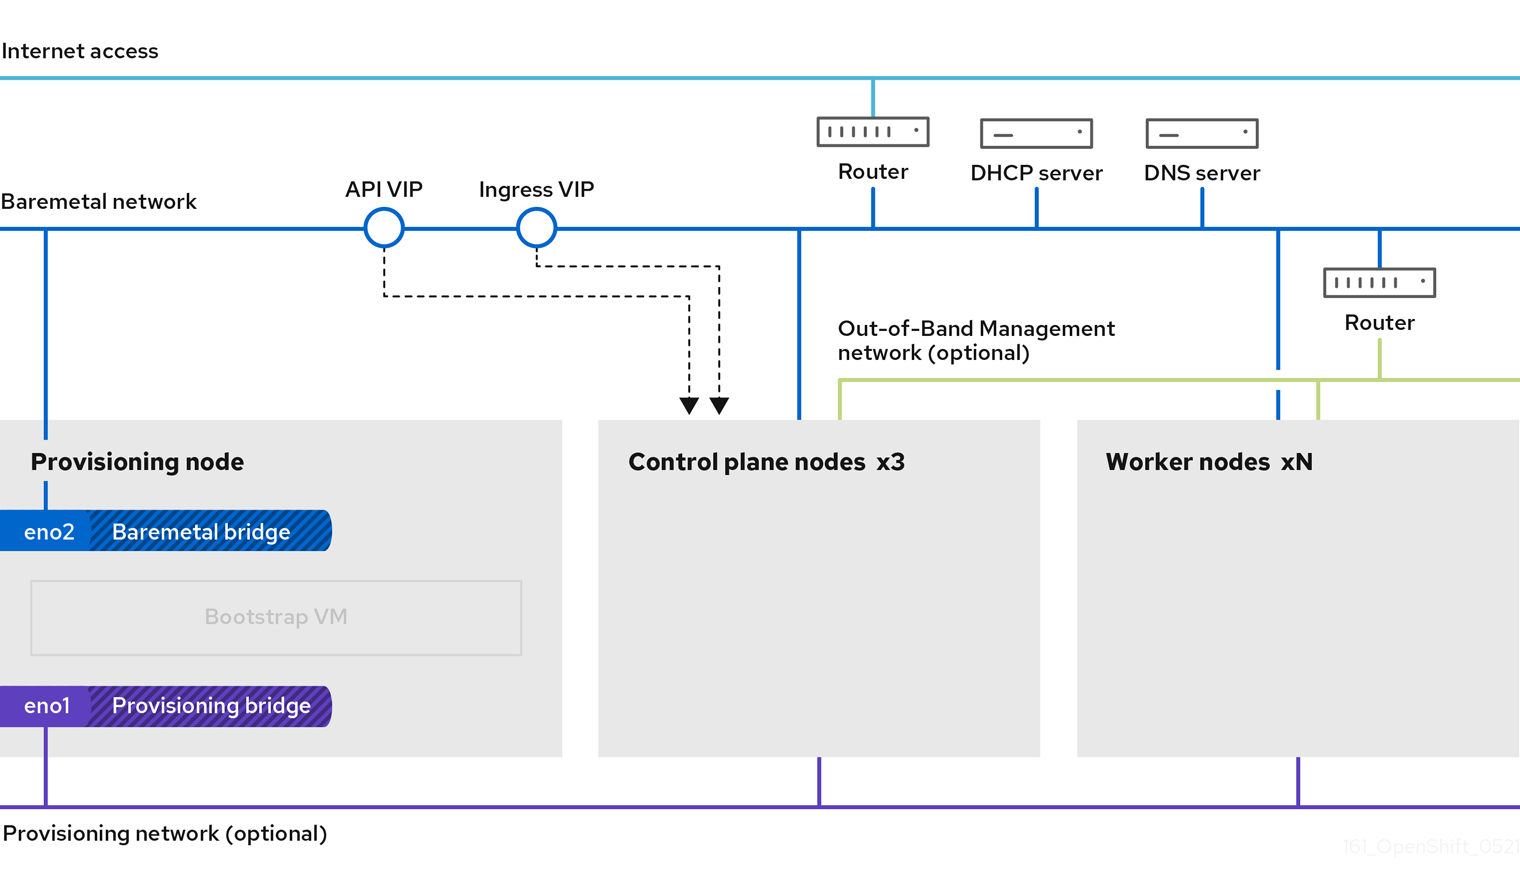 Internet access
Router
DHCP server
DNS server
API VIP
Ingress VIP
Baremetal network
Router
Out-of-Band Management
network (optional)
Provisioning node
Control plane nodes x3
Worker nodes xN
eno2
Baremetal bridge
Bootstrap VM
eno1
Provisioning bridge
Provisioning network (optional)
161_OpenShift_0521